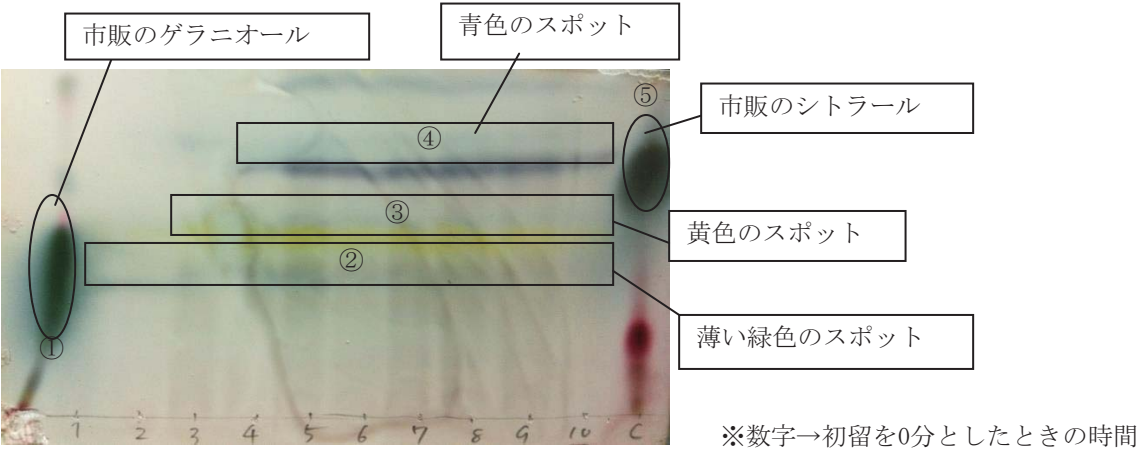 市販のゲラニオール
青色のスポット
⑤
市販のシトラール
④
③
黄色のスポット
②
薄い緑色のスポット
①
1 2 3 4 5 6 7 8 9 10 C
※数字→初留を0分としたときの時間